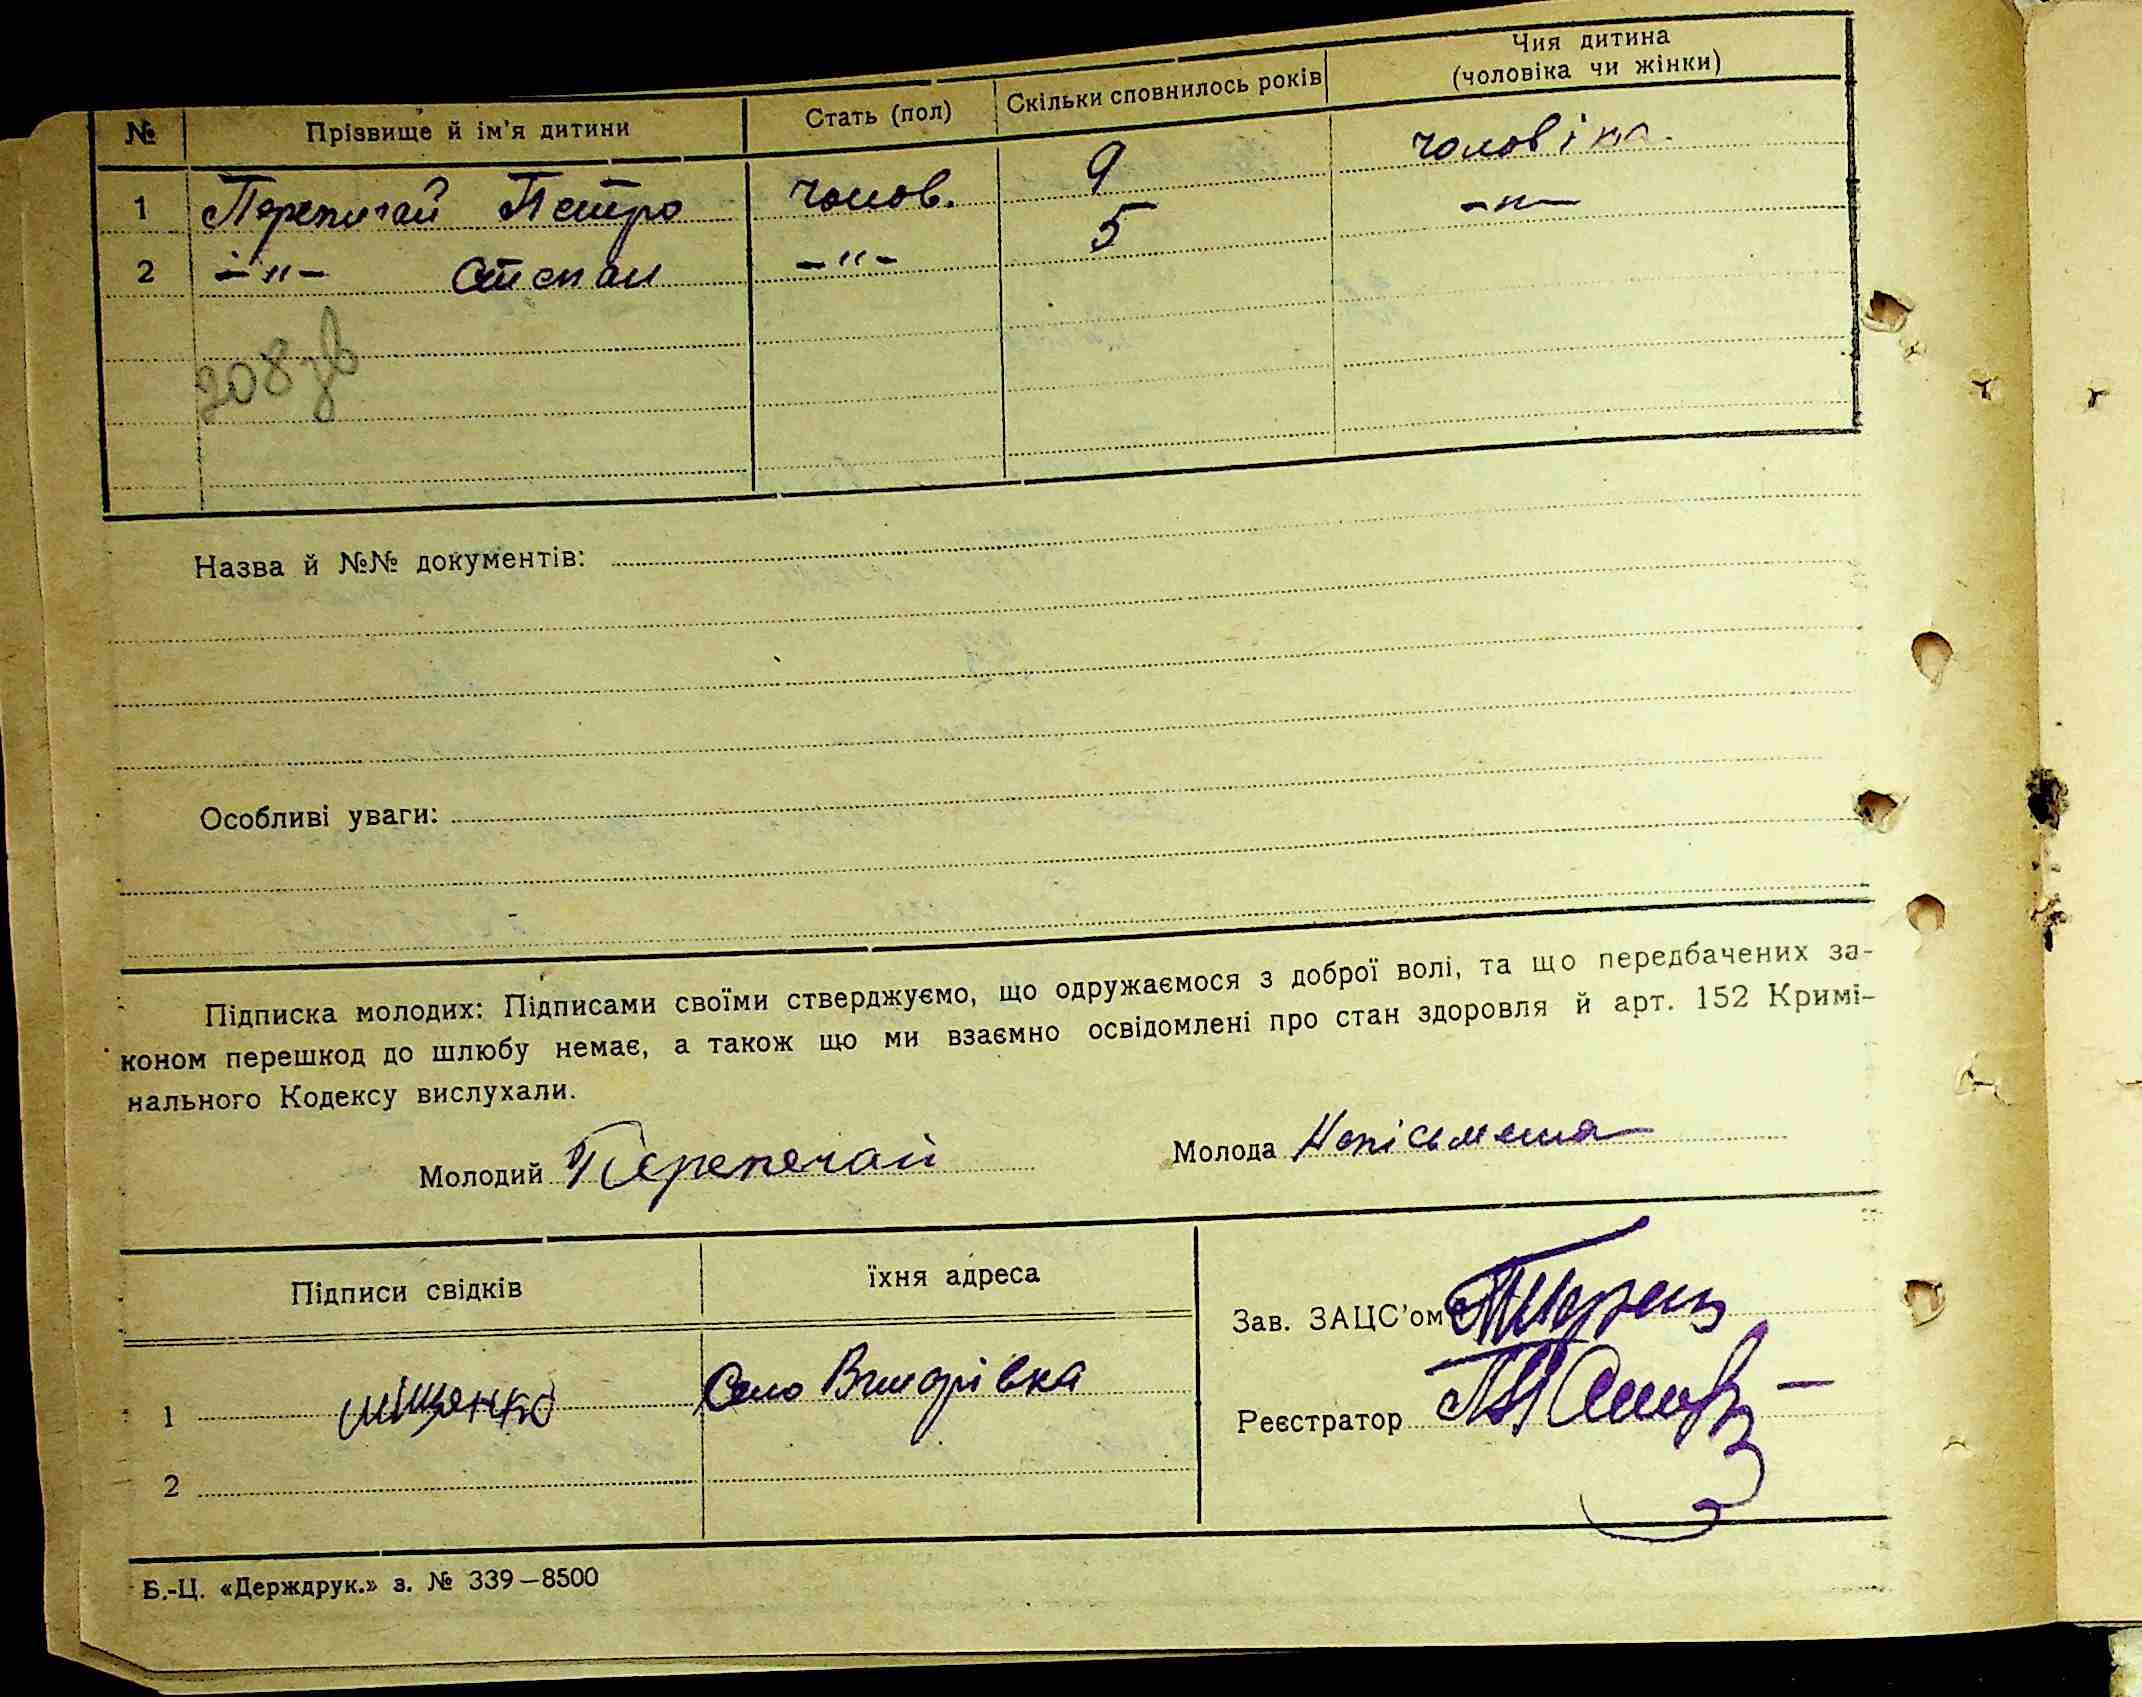 № Прізвище й ім'я дитини Стать (пол) Скільки сповнилось років Чия дитина (чоловіка чи жінки)
1 Перепичай Петро чолов. 9 чоловіка.
2 –"– Степан –"– 5 –"–
208 зв
Назва й №№ документів:
Особливі уваги:
Підписка молодих: Підписами своїми стверджуємо, що одружаємося з доброї волі, та що передбачених за-
коном перешкод до шлюбу немає, а також що ми взаємно освідомлені про стан здоровля й арт. 152 Кримі-
нального Кодексу вислухали.
Молодий Перепечай Молода Непісьмена
Підписи свідків їхня адреса
Зав. ЗАЦС'ом
1 Міщенко Село
Реєстратор
2
Б.-Ц. «Держдрук.» з. № 339–8500